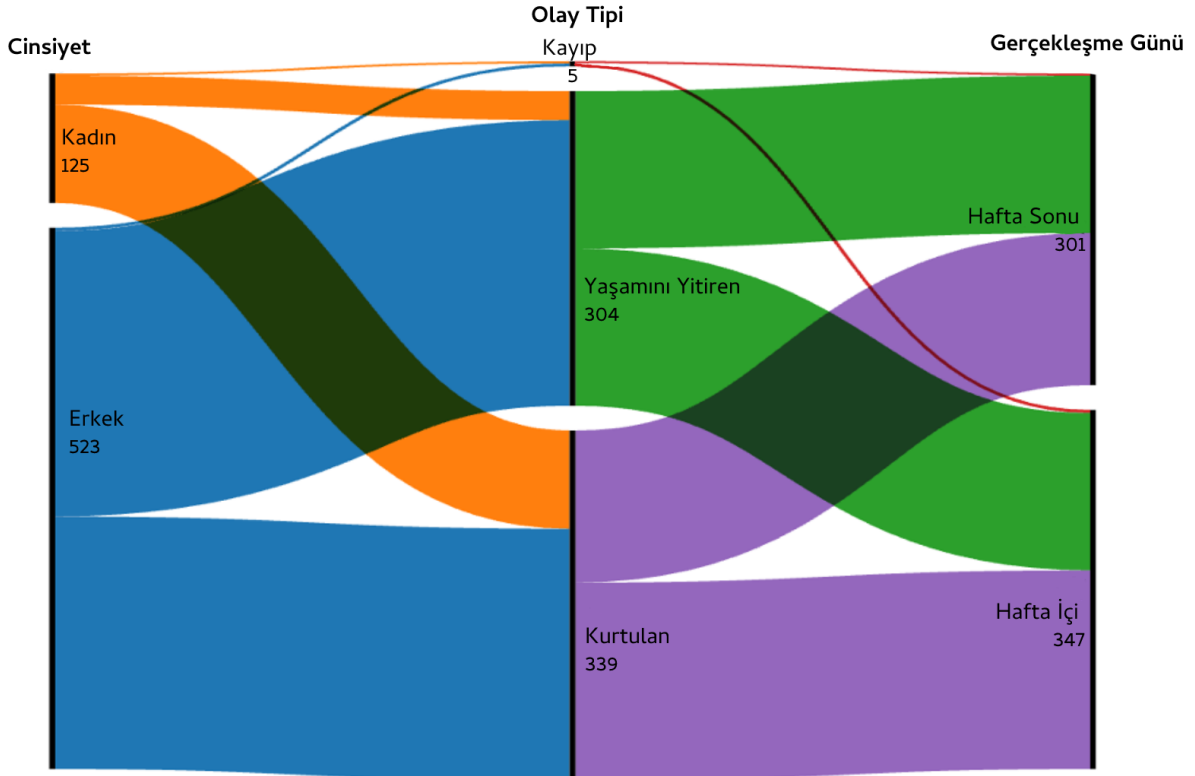 Cinsiyet
Olay Tipi
Gerçekleşme Günü
Kayıp
5
Kadın
125
Erkek
523
Yaşamını Yitiren
304
Kurtulan
339
Hafta Sonu
301
Hafta İçi
347